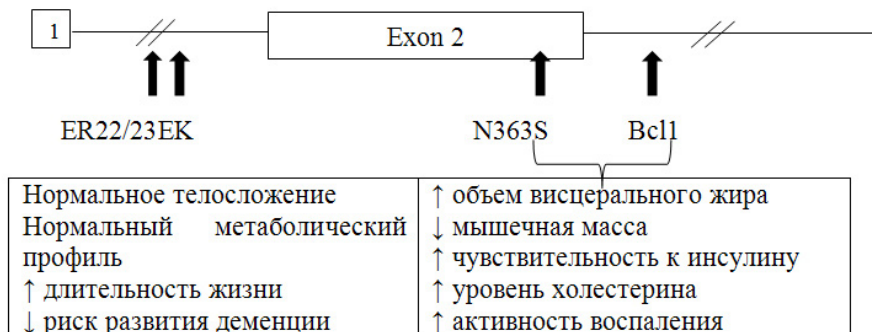 1
Exon 2
ER22/23EK
N363S
Bcl1
Нормальное телосложение
Нормальный метаболический
профиль
↑ длительность жизни
↓ риск развития деменции
↑ объем висцерального жира
↓ мышечная масса
↑ чувствительность к инсулину
↑ уровень холестерина
↑ активность воспаления